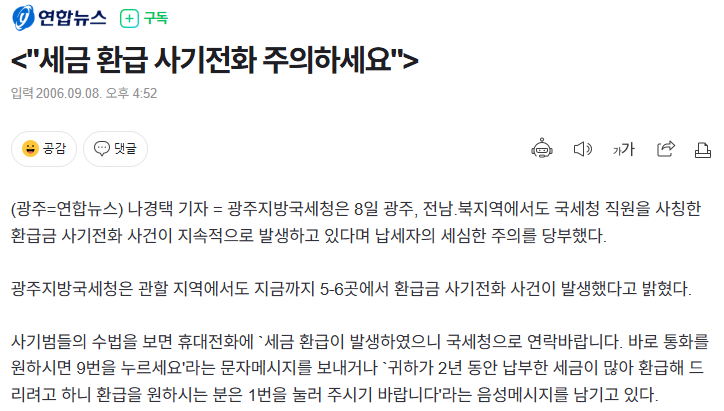 연합뉴스 구독
<"세금 환급 사기전화 주의하세요">
입력 2006.09.08. 오후 4:52
공감 댓글 가가
(광주=연합뉴스) 나경택 기자 = 광주지방국세청은 8일 광주, 전남.북지역에서도 국세청 직원을 사칭한
환급금 사기전화 사건이 지속적으로 발생하고 있다며 납세자의 세심한 주의를 당부했다.
광주지방국세청은 관할 지역에서도 지금까지 5-6곳에서 환급금 사기전화 사건이 발생했다고 밝혔다.
사기범들의 수법을 보면 휴대전화에 `세금 환급이 발생하였으니 국세청으로 연락바랍니다. 바로 통화를
원하시면 9번을 누르세요'라는 문자메시지를 보내거나 `귀하가 2년 동안 납부한 세금이 많아 환급해 드
리려고 하니 환급을 원하시는 분은 1번을 눌러 주시기 바랍니다'라는 음성메시지를 남기고 있다.